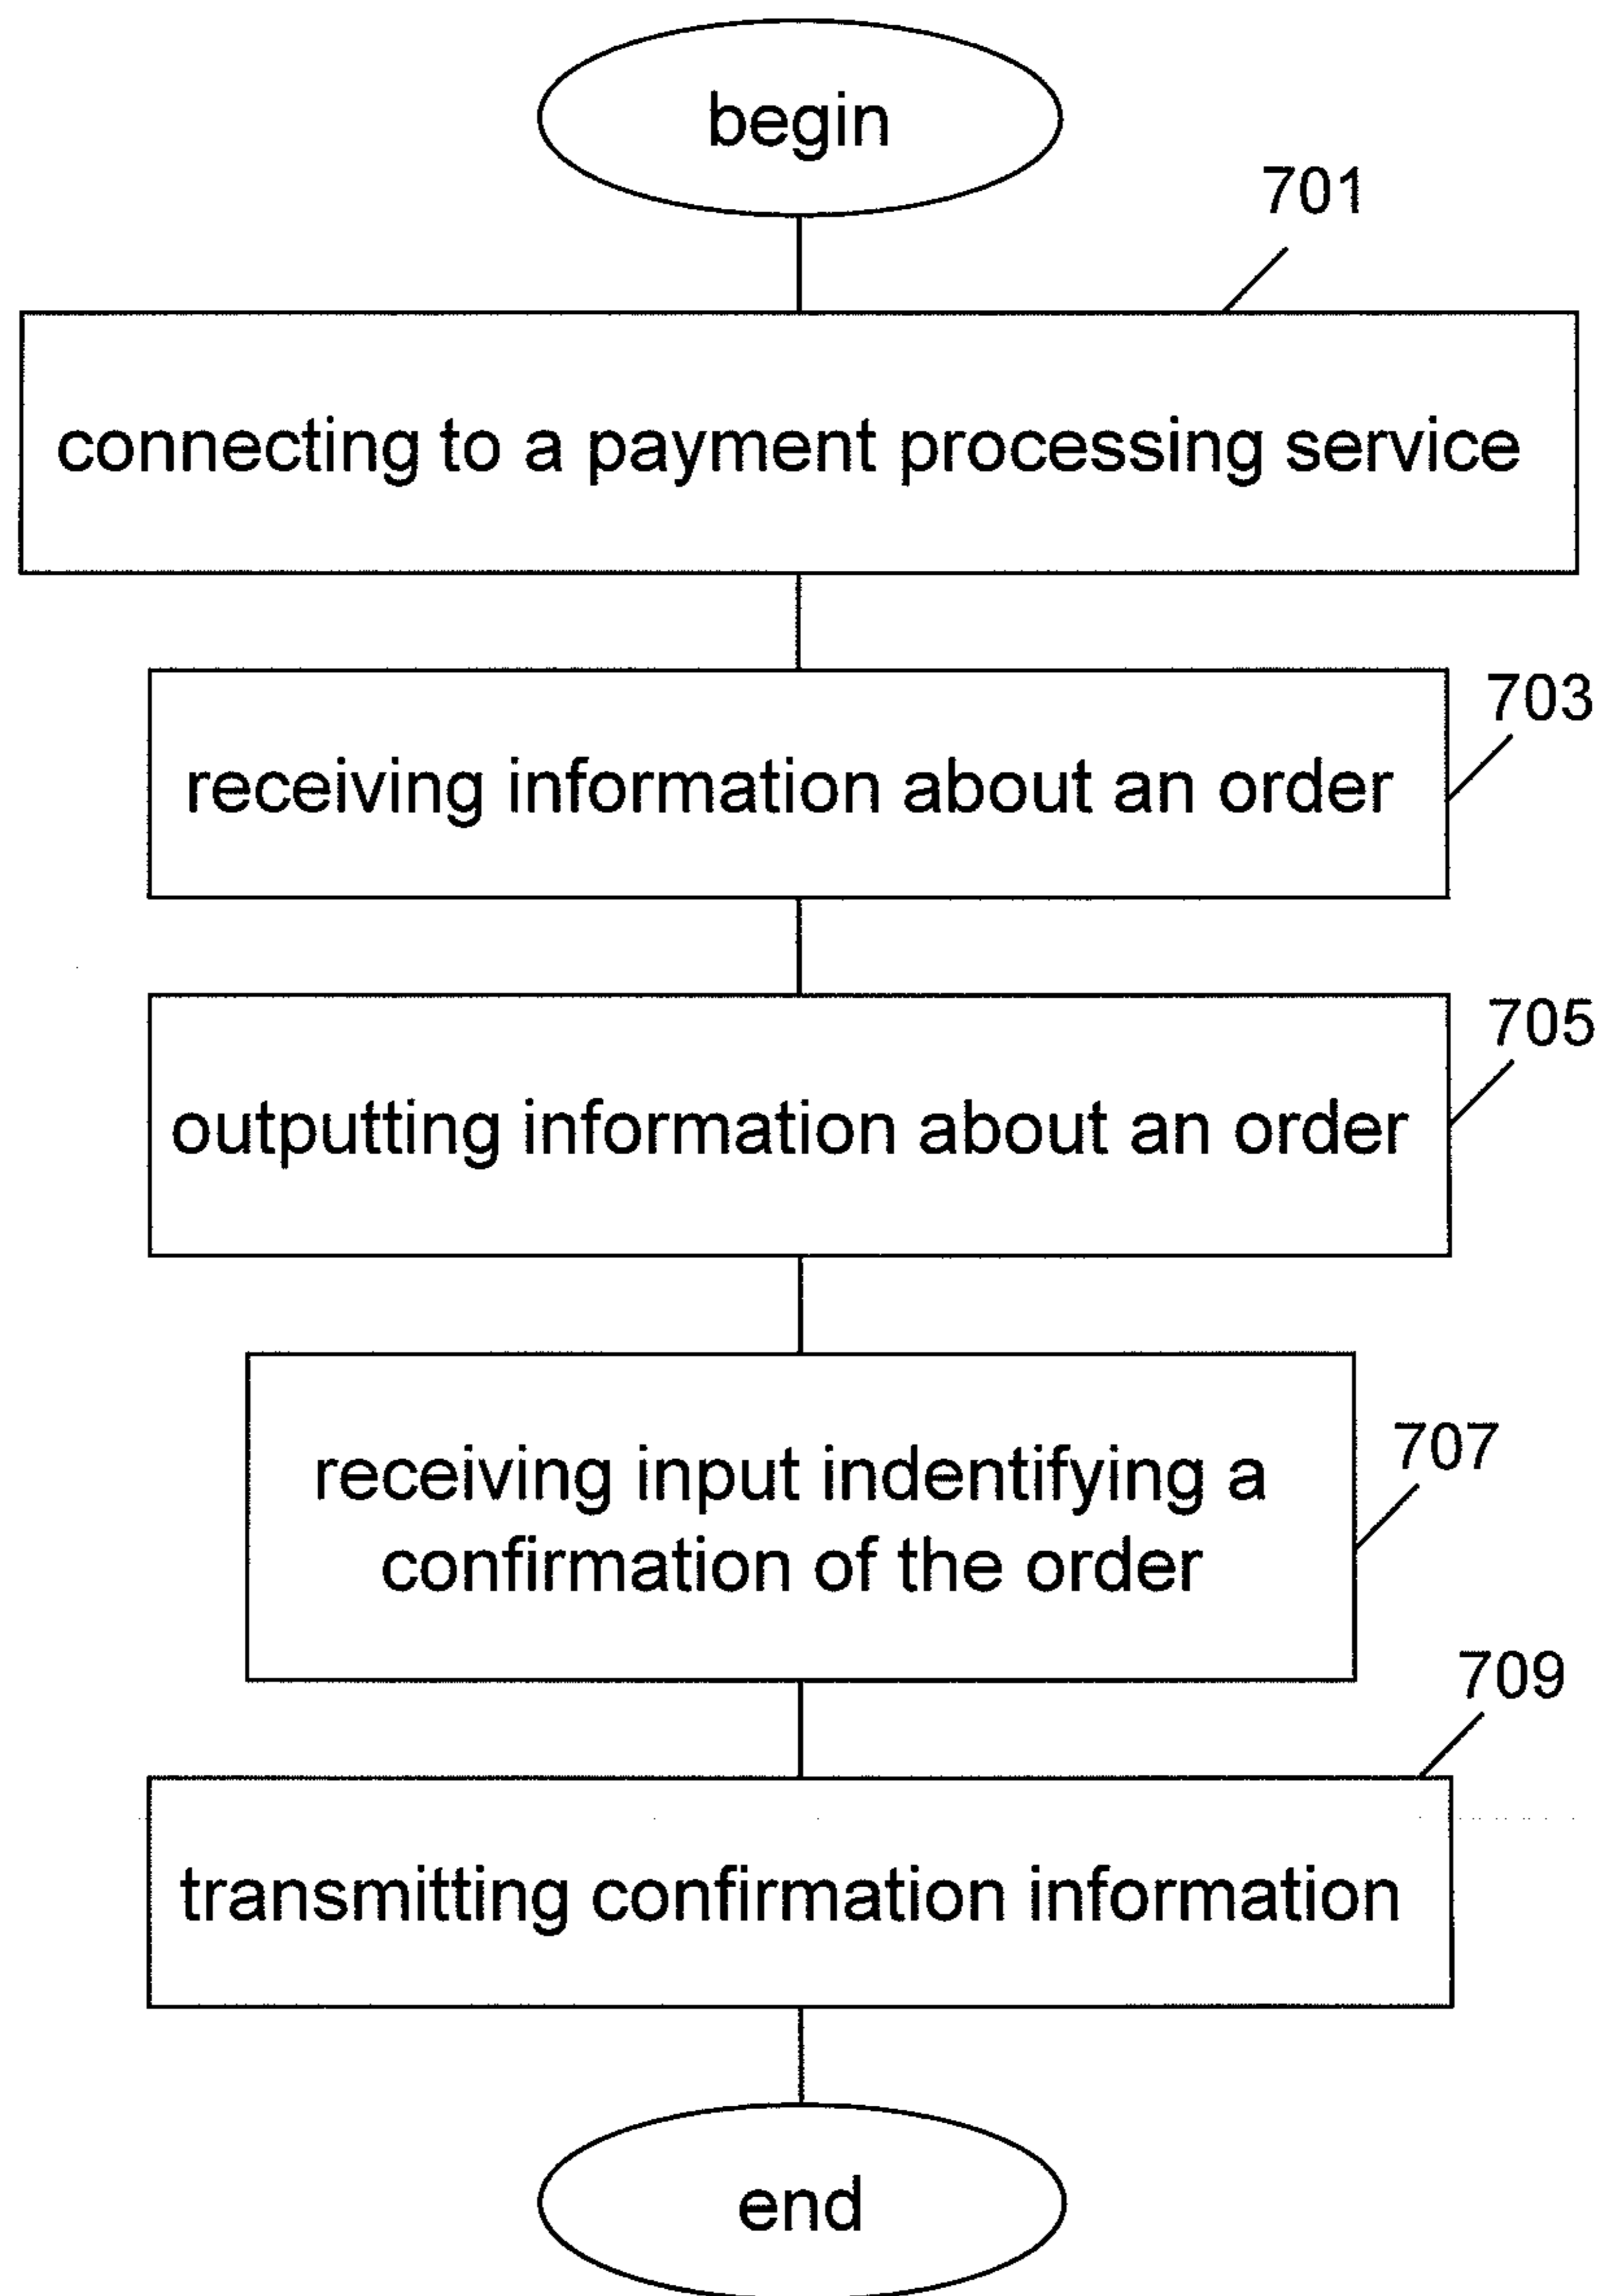 begin
701
connecting to a payment processing service
703
receiving information about an order
705
outputting information about an order
707
receiving input indentifying a
confirmation of the order
709
transmitting confirmation information
end